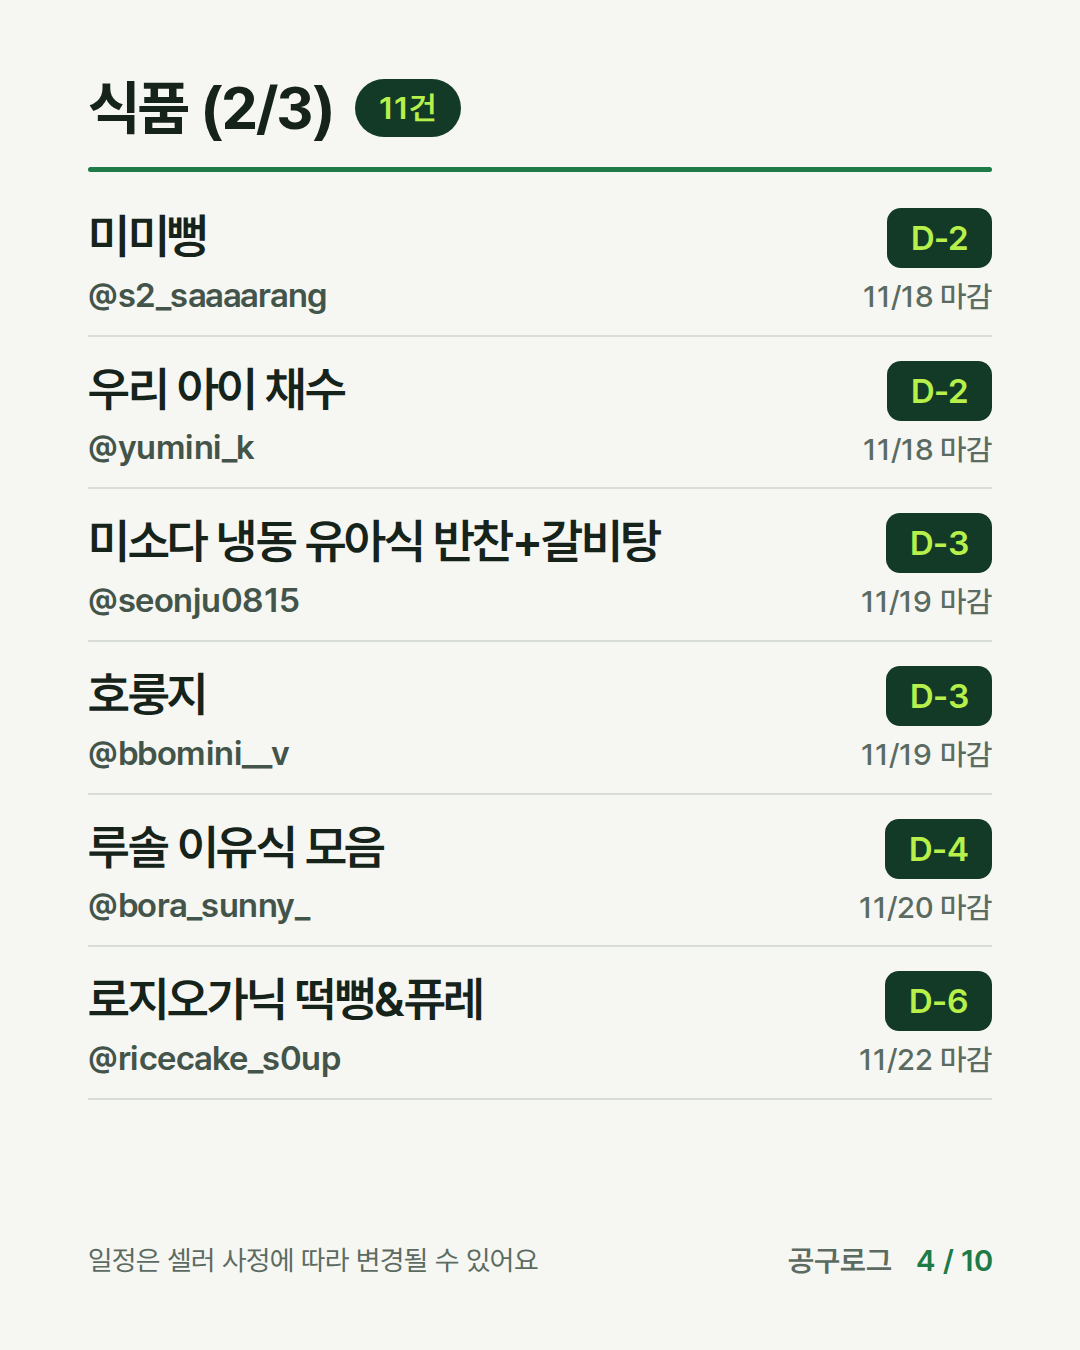 식품 (2/3) 11건
미미뻥 D-2
@s2_saaaarang 11/18 마감
우리 아이 채수 D-2
@yumini_k 11/18 마감
미소다 냉동 유아식 반찬+갈비탕 D-3
@seonju0815 11/19 마감
호룽지 D-3
@bbomini__v 11/19 마감
루솔 이유식 모음 D-4
@bora_sunny_ 11/20 마감
로지오가닉 떡뻥&퓨레 D-6
@ricecake_s0up 11/22 마감
일정은 셀러 사정에 따라 변경될 수 있어요 공구로그 4 / 10